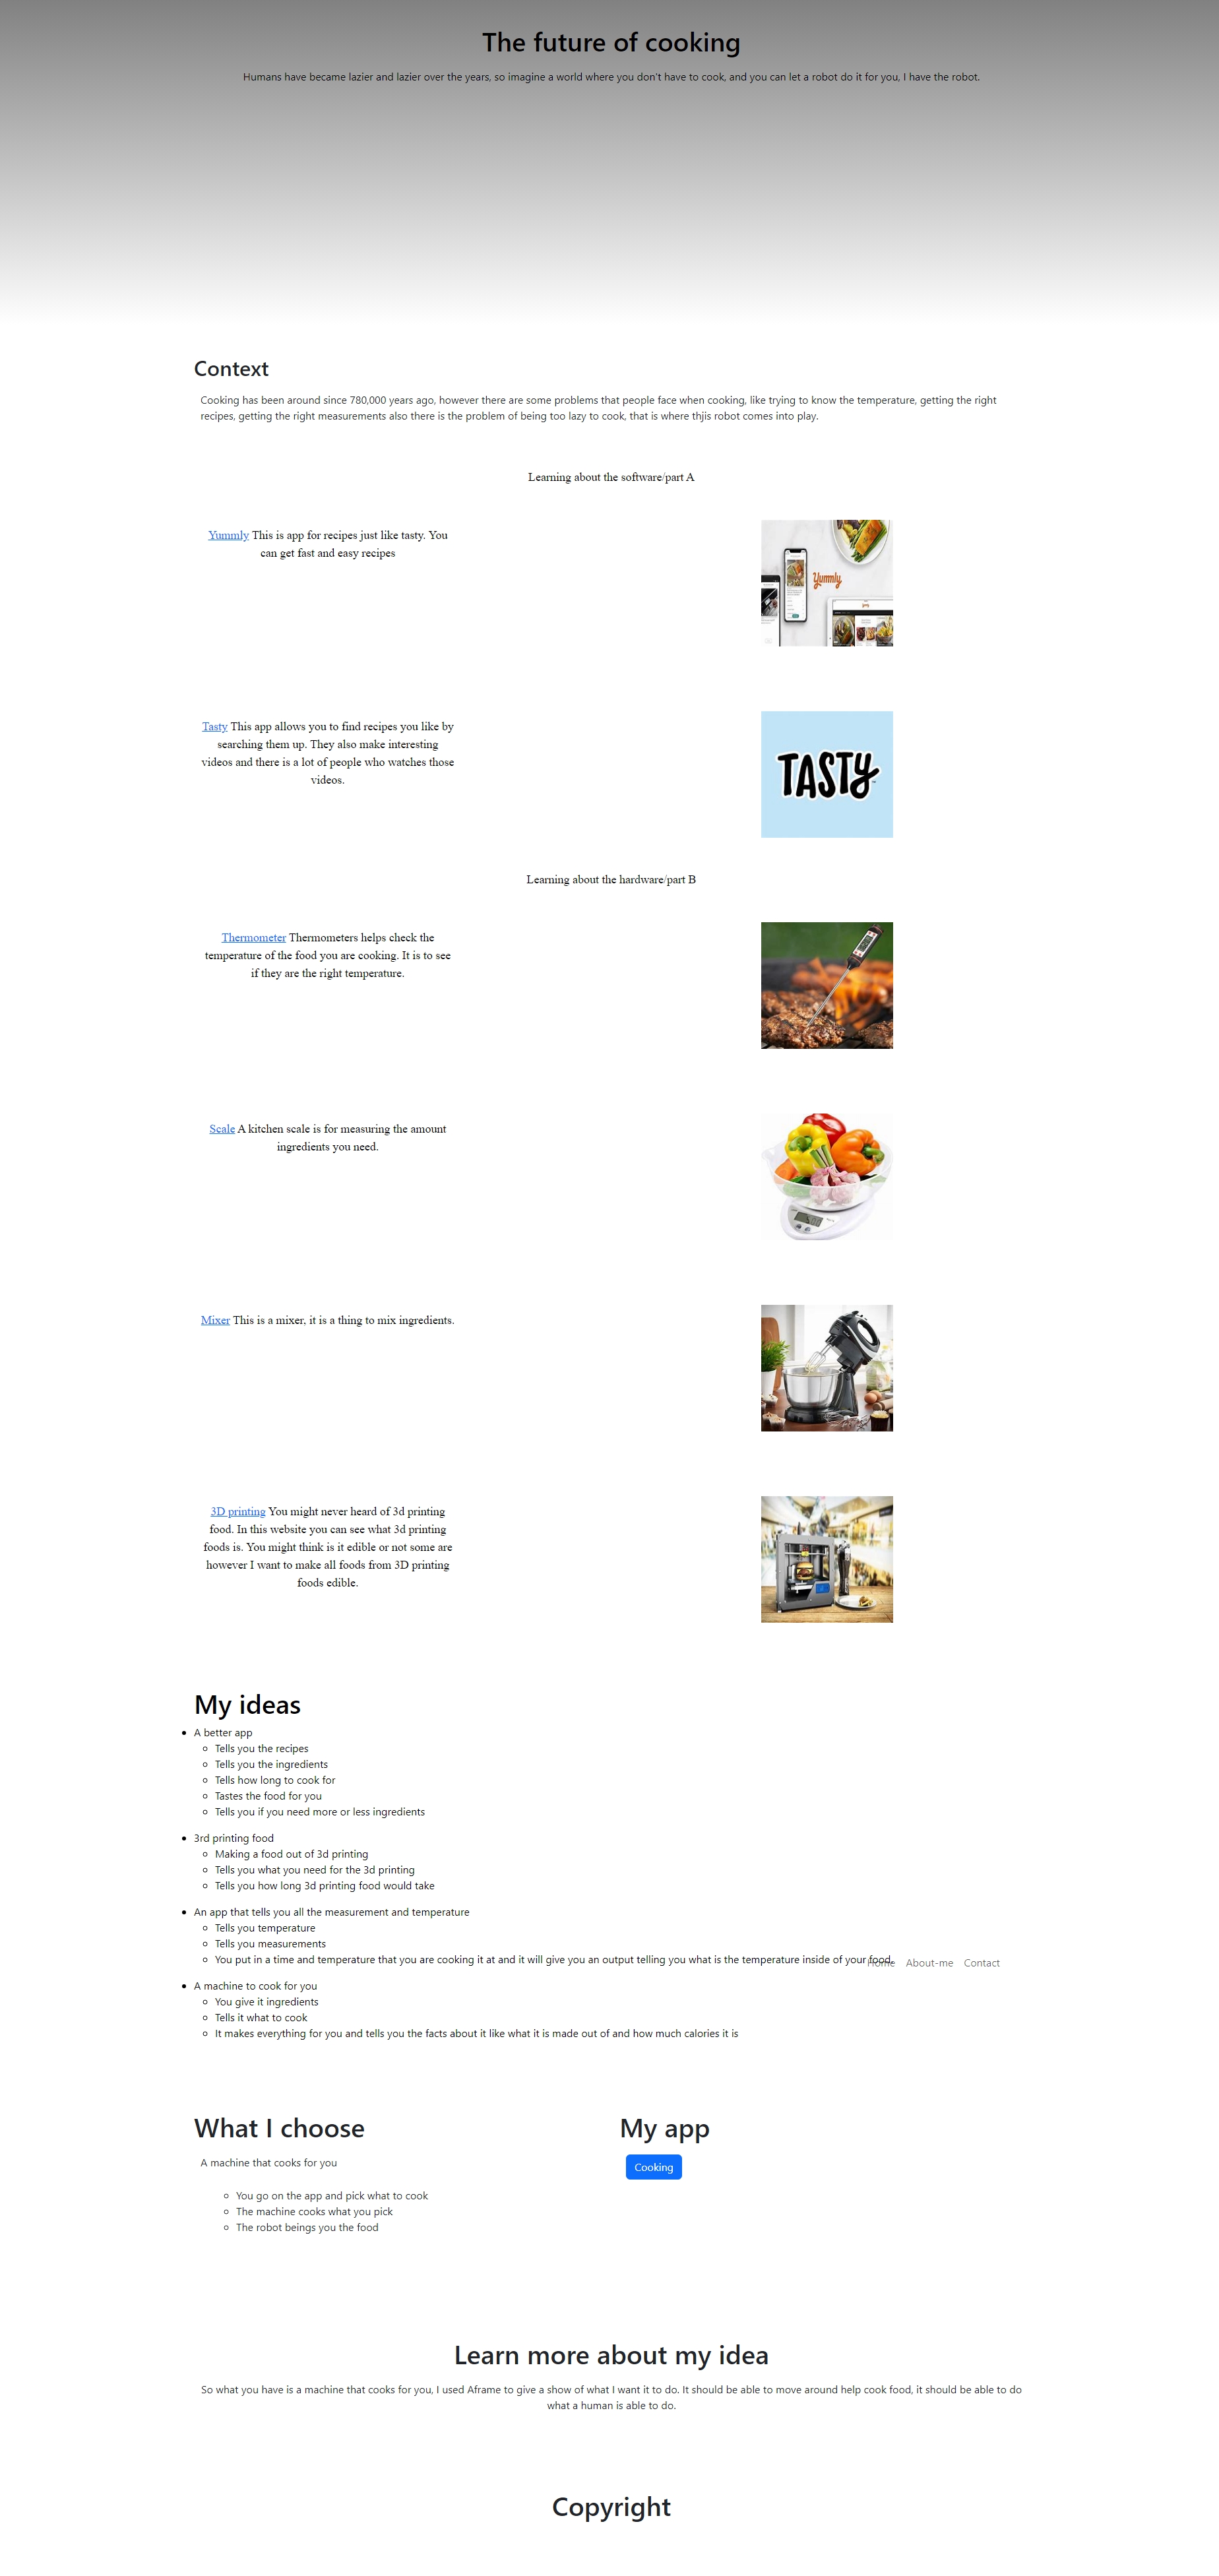 The future of cooking
Humans have became lazier and lazier over the years, so imagine a world where you don't have to cook, and you can let a robot do it for you, I have the robot.
Context
Cooking has been around since 780,000 years ago, however there are some problems that people face when cooking, like trying to know the temperature, getting the right
recipes, getting the right measurements also there is the problem of being too lazy to cook, that is where thjis robot comes into play.
Learning about the software/part A
Yummly This is app for recipes just like tasty. You
can get fast and easy recipes
Yummly
Tasty This app allows you to find recipes you like by
searching them up. They also make interesting
videos and there is a lot of people who watches those
videos.
TASTY
Learning about the hardware/part B
Thermometer Thermometers helps check the
temperature of the food you are cooking. It is to see
if they are the right temperature.
Scale A kitchen scale is for measuring the amount
ingredients you need.
Mixer This is a mixer, it is a thing to mix ingredients.
3D printing You might never heard of 3d printing
food. In this website you can see what 3d printing
foods is. You might think is it edible or not some are
however I want to make all foods from 3D printing
foods edible.
My ideas
A better app
Tells you the recipes
Tells you the ingredients
Tells how long to cook for
Tastes the food for you
Tells you if you need more or less ingredients
3rd printing food
Making a food out of 3d printing
Tells you what you need for the 3d printing
Tells you how long 3d printing food would take
An app that tells you all the measurement and temperature
Tells you temperature
Tells you measurements
You put in a time and temperature that you are cooking it at and it will give you an output telling you what is the temperature inside of your food.
Home About-me Contact
A machine to cook for you
You give it ingredients
Tells it what to cook
It makes everything for you and tells you the facts about it like what it is made out of and how much calories it is
What I choose
A machine that cooks for you
You go on the app and pick what to cook
The machine cooks what you pick
The robot beings you the food
My app
Cooking
Learn more about my idea
So what you have is a machine that cooks for you, I used Aframe to give a show of what I want it to do. It should be able to move around help cook food, it should be able to do
what a human is able to do.
Copyright